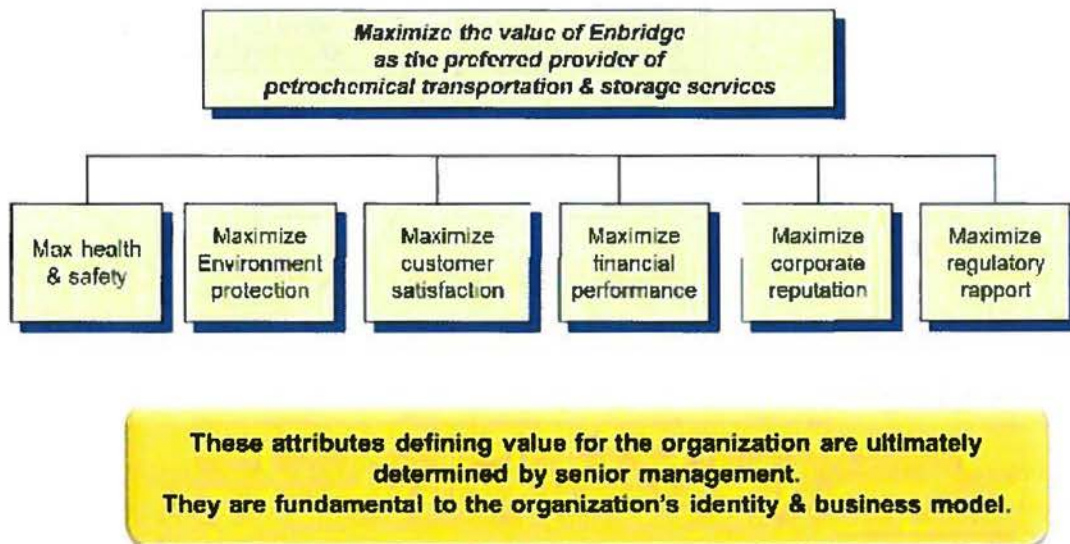 Maximize the value of Enbridge
as the preferred provider of
petrochemical transportation & storage services
Max health
& safety
Maximize
Environment
protection
Maximize
customer
satisfaction
Maximize
financial
performance
Maximize
corporate
reputation
Maximize
regulatory
rapport
These attributes defining value for the organization are ultimately
determined by senior management.
They are fundamental to the organization's identity & business model.